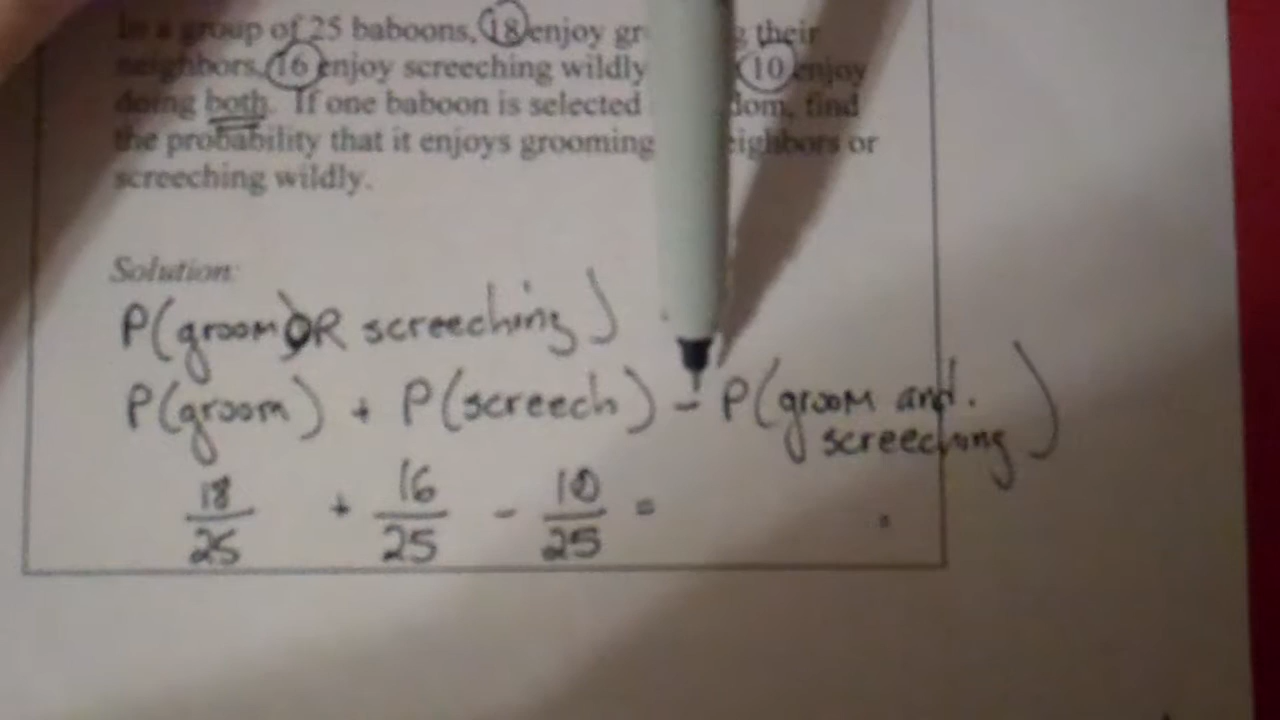 In a group of 25 baboons, 18 enjoy gr g their
neighbors, 16 enjoy screeching wildly 10 enjoy
doing both. If one baboon is selected dom, find
the probability that it enjoys grooming eighbors or
screeching wildly.
Solution:
P(groom OR screeching)
P(groom) + P(screech) - P(groom and.
screeching)
18/25 + 16/25 - 10/25 =